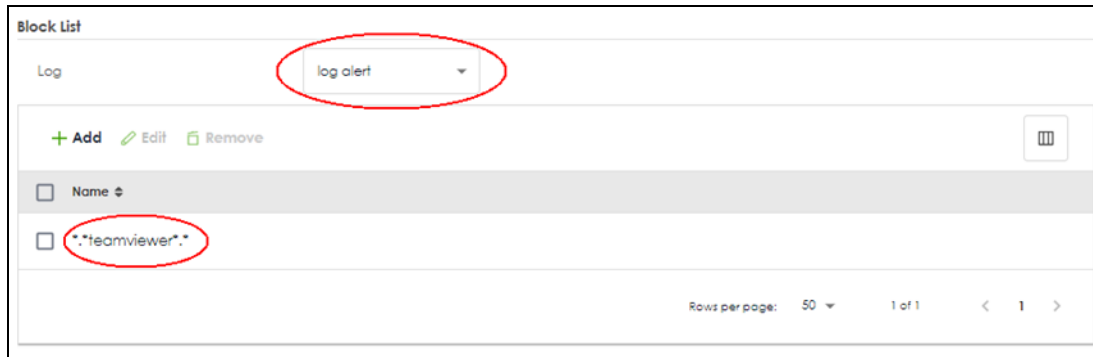 Block List
Log log alert
Add Edit Remove
Name
*.*teamviewer*.*
Rows per page: 50 1 of 1 < 1 >